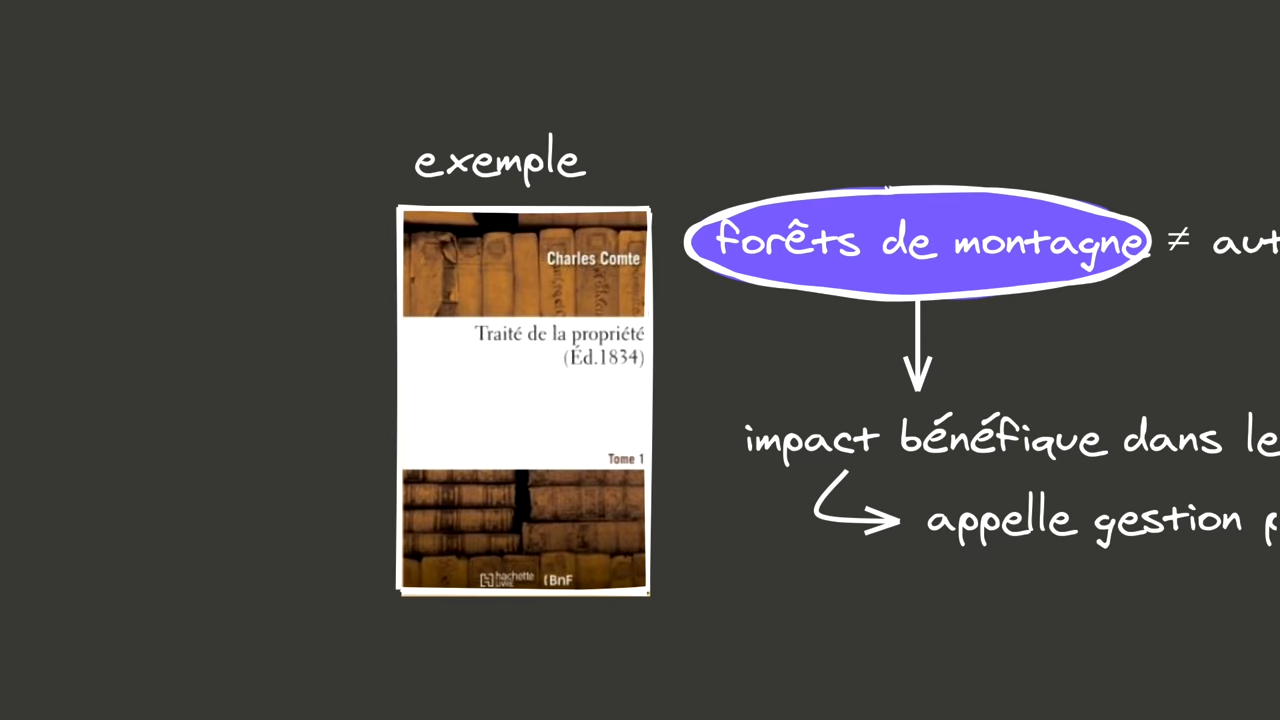 exemple
Charles Comte
Traité de la propriété
(Éd.1834)
Tome 1
hachette
LIVRE
BnF
forêts de montagne ≠ aut
impact bénéfique dans le
appelle gestion p